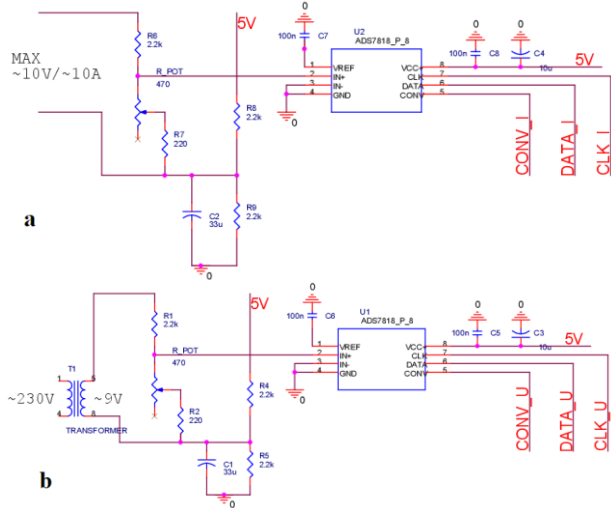 0
C7
100n
U2
ADS7818_P_8
0
0
5V
R6
2.2k
MAX
~10V/~10A
R_POT
470
1
2
3
4
VREF
IN+
IN-
GND
VCC+
CLK
DATA
CONV
8
7
6
5
100n
C8
C4
10u
5V
R8
2.2k
0
R7
220
CONV_I
DATA_I
CLK_I
a
C2
33u
R9
2.2k
0
0
C6
100n
U1
ADS7818_P_8
0
0
5V
R1
2.2k
R_POT
470
1
2
3
4
VREF
IN+
IN-
GND
VCC+
CLK
DATA
CONV
8
7
6
5
100n
C5
C3
10u
5V
T1
1
5
~230V
~9V
4
8
TRANSFORMER
R4
2.2k
0
R2
220
CONV_U
DATA_U
CLK_U
b
C1
33u
R5
2.2k
0